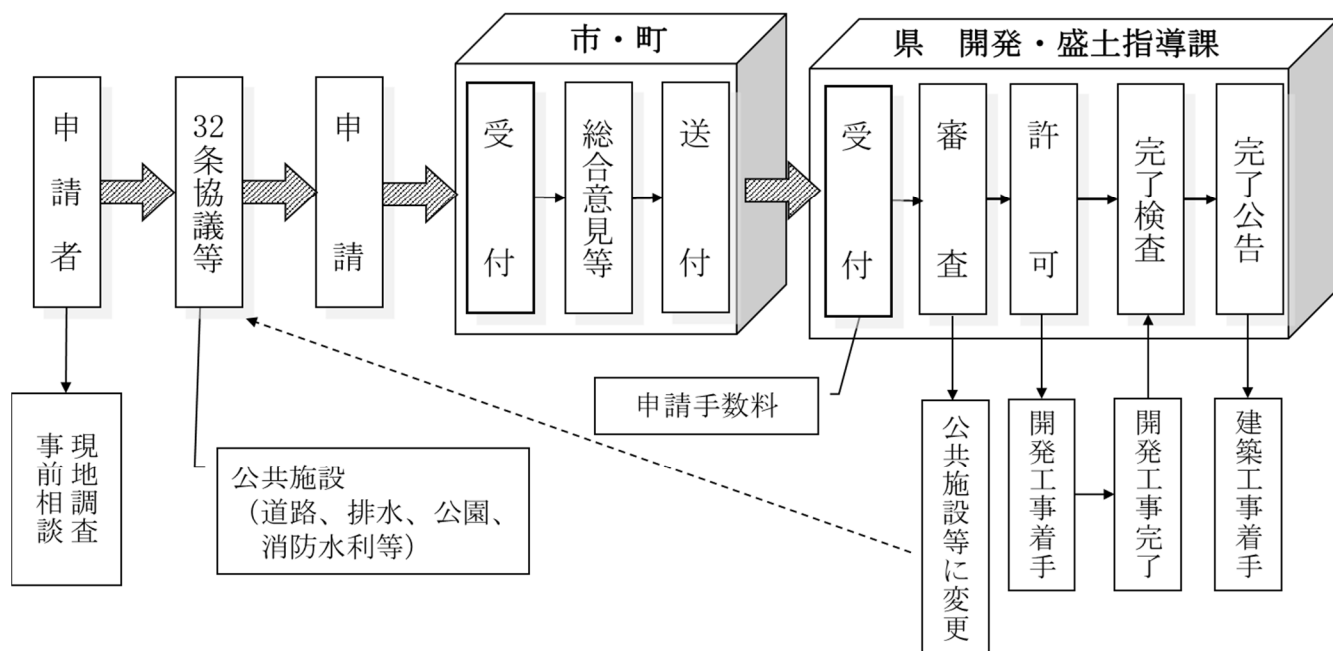 市・町
県　開発・盛土指導課
申請者
32条協議等
申請
受付
総合意見等
送付
受付
審査
許可
完了検査
完了公告
現地調査
事前相談
公共施設
（道路、排水、公園、
消防水利等）
申請手数料
公共施設等に変更
開発工事着手
開発工事完了
建築工事着手